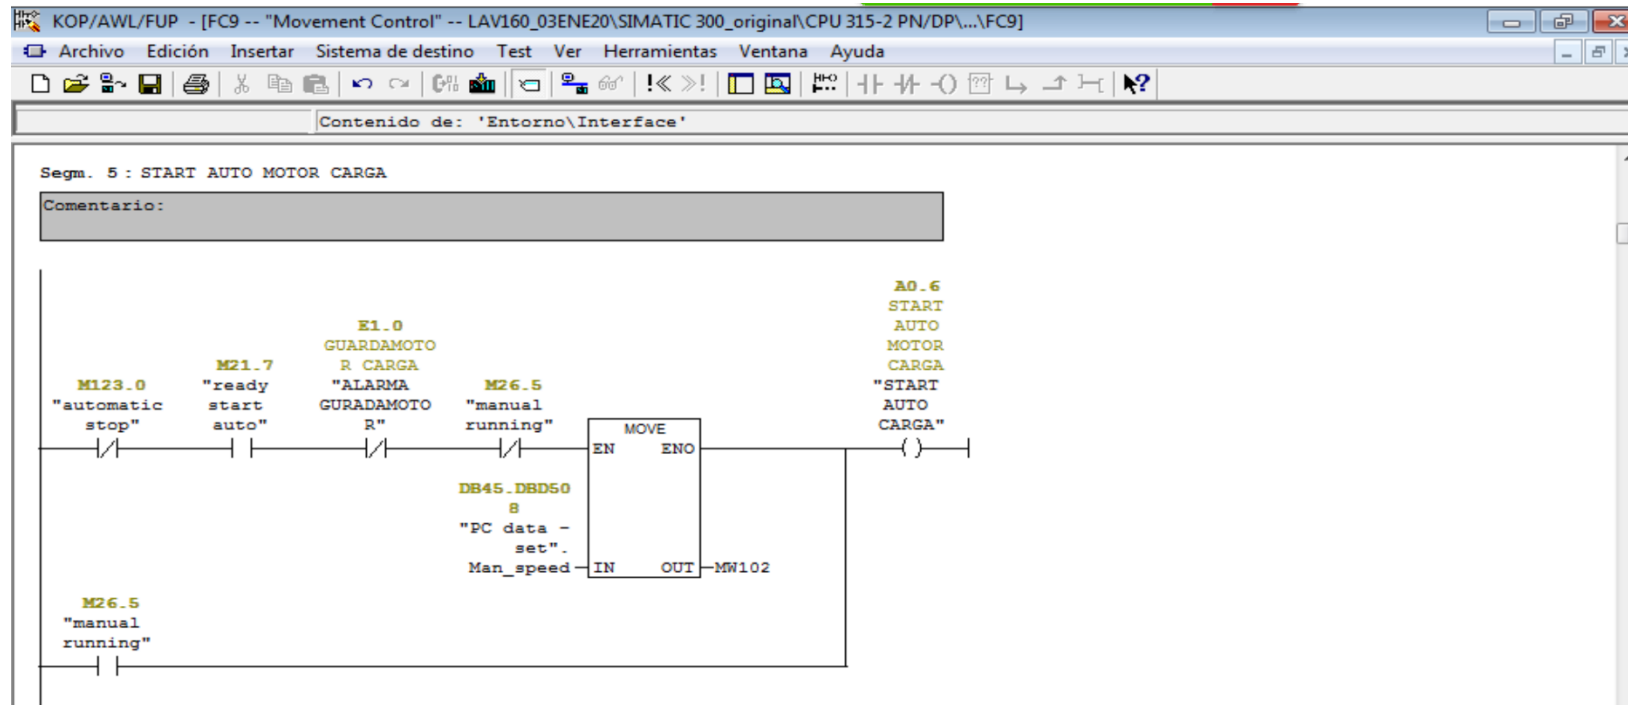 KOP/AWL/FUP - [FC9 -- "Movement Control" -- LAV160_03ENE20\SIMATIC 300_original\CPU 315-2 PN/DP\...\FC9]
Archivo Edición Insertar Sistema de destino Test Ver Herramientas Ventana Ayuda
Contenido de: 'Entorno\Interface'
Segm. 5 : START AUTO MOTOR CARGA
Comentario:
M123.0
"automatic
stop"
M21.7
"ready
start
auto"
E1.0
GUARDAMOTO
R CARGA
"ALARMA
GURADAMOTO
R"
M26.5
"manual
running"
MOVE
EN ENO
DB45.DBD50
8
"PC data -
set".
Man_speed
IN OUT
MW102
A0.6
START
AUTO
MOTOR
CARGA
"START
AUTO
CARGA"
M26.5
"manual
running"